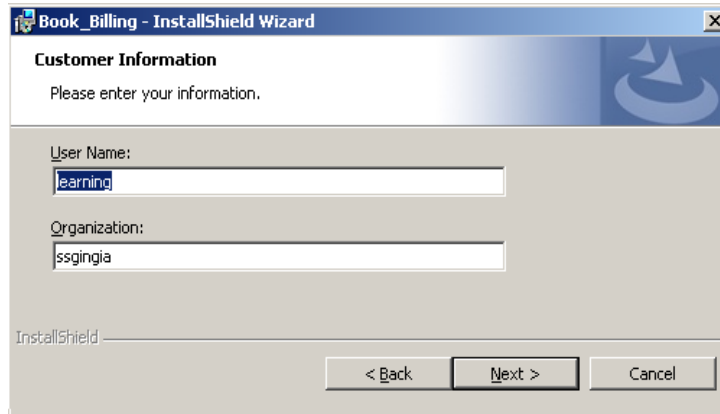 Book_Billing - InstallShield Wizard
Customer Information
Please enter your information.
User Name:
learning
Organization:
ssgingia
InstallShield
< Back Next > Cancel